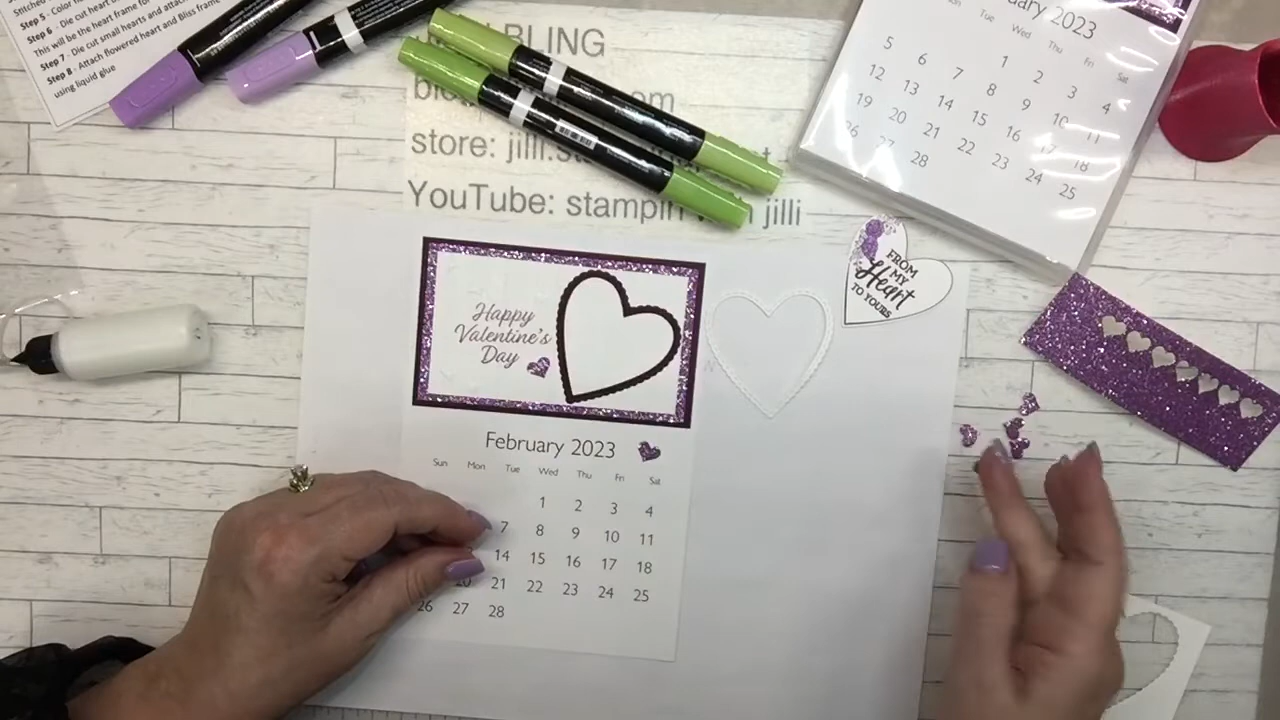 Stitched
Step 5 - Color
Step 6 - Die cut heart
This will be the heart frame for
Step 7 - Die cut small hearts and attach
Step 8 - Attach flowered heart and Bliss frame
using liquid glue
BLING
store: jilli.
YouTube: stampin jilli
2023
Tue Wed Thu Fri Sat
1 2 3 4
5 6 7 8 9 10 11
12 13 14 15 16 17 18
19 20 21 22 23 24 25
26 27 28
FROM
MY
Heart
TO YOURS
Happy
Valentine's
Day
February 2023
Sun Mon Tue Wed Thu Fri Sat
1 2 3 4
7 8 9 10 11
14 15 16 17 18
20 21 22 23 24 25
26 27 28